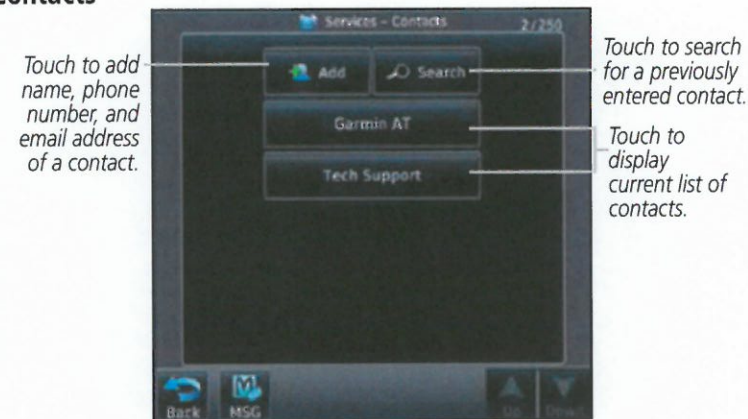 Contacts
Services - Contacts 2/250
Touch to add
name, phone
number, and
email address
of a contact.
Add
Search
Touch to search
for a previously
entered contact.
Garmin AT
Touch to
display
current list of
contacts.
Tech Support
Back
MSG
Up
Down